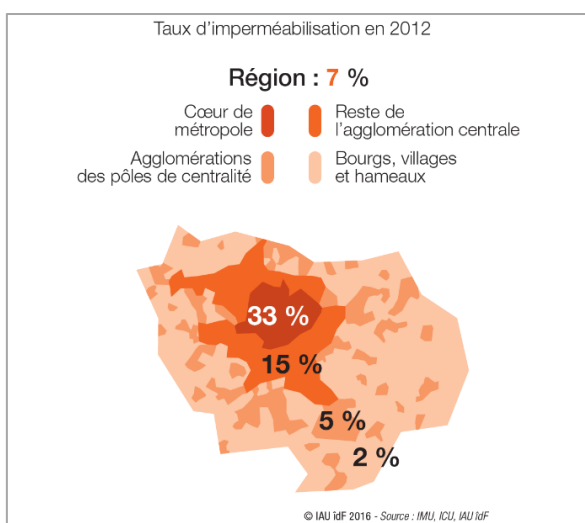 Taux d’imperméabilisation en 2012
Région : 7 %
Cœur de
métropole
Reste de
l’agglomération centrale
Agglomérations
des pôles de centralité
Bourgs, villages
et hameaux
33 %
15 %
5 %
2 %
© IAU îdF 2016 - Source : IMU, ICU, IAU îdF